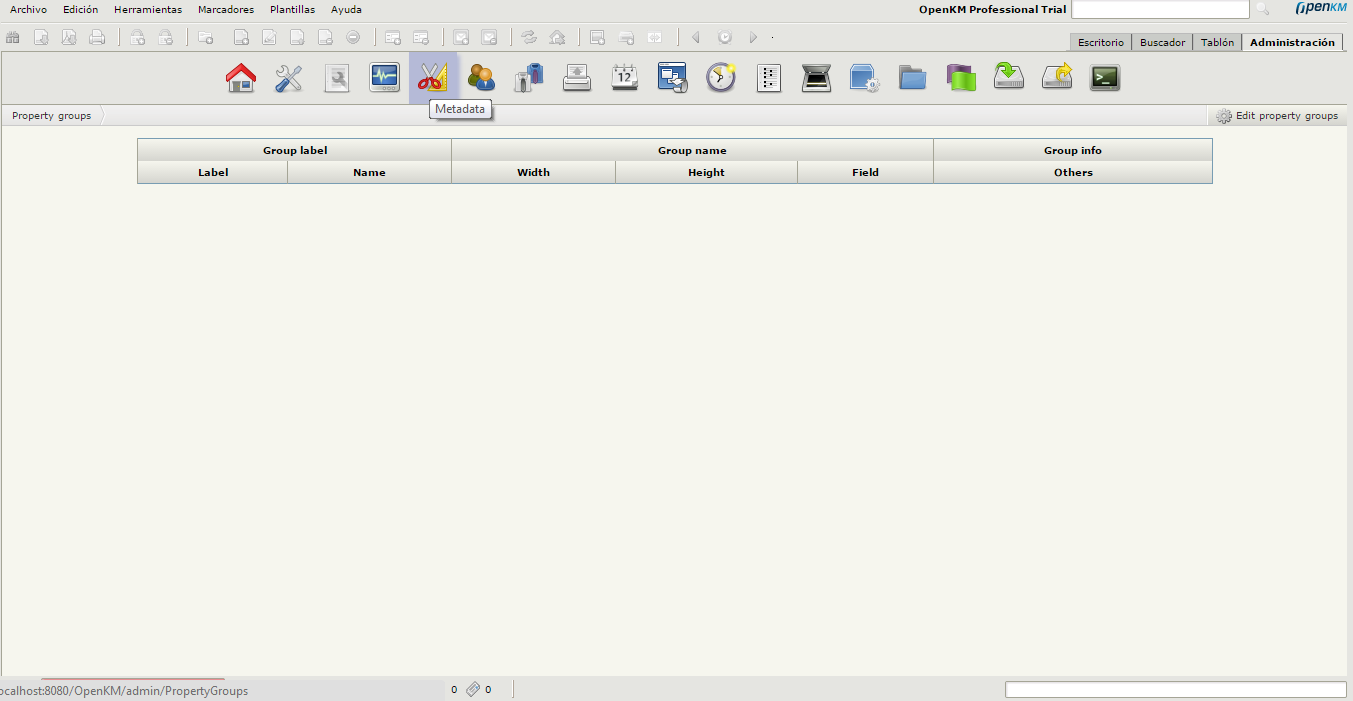 Archivo Edición Herramientas Marcadores Plantillas Ayuda OpenKM Professional Trial OpenKM
Escritorio Buscador Tablón Administración
12
Metadata
Property groups Edit property groups
Group label Group name Group info
Label Name Width Height Field Others
ocalhost:8080/OpenKM/admin/PropertyGroups 0 0